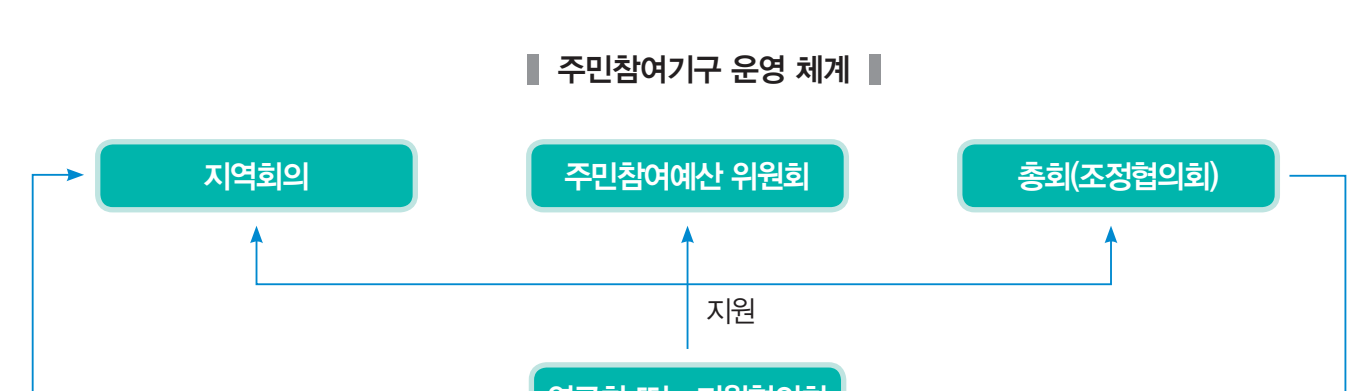 주민참여기구 운영 체계
지역회의
주민참여예산 위원회
총회(조정협의회)
지원